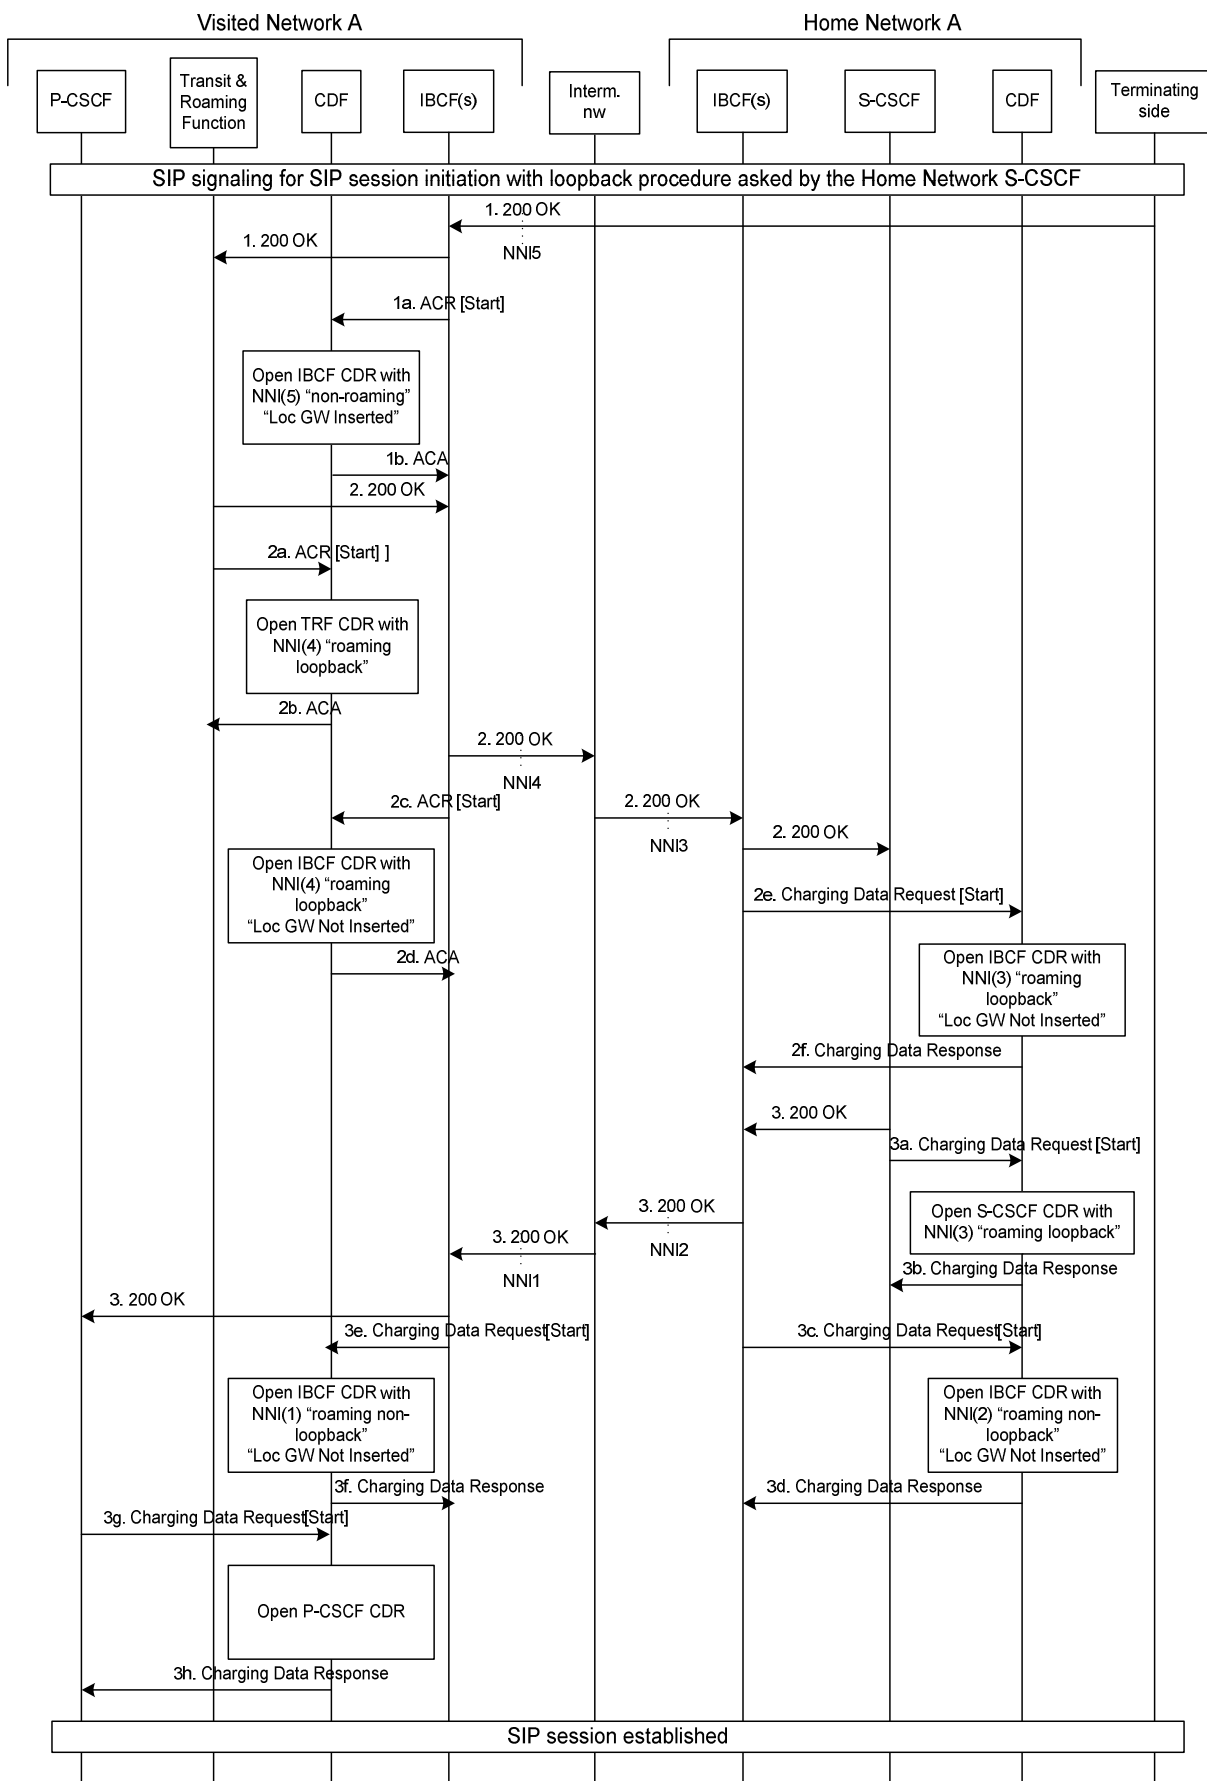 Visited Network A
Home Network A
P-CSCF
Transit &
Roaming
Function
CDF
IBCF(s)
Interm.
nw
IBCF(s)
S-CSCF
CDF
Terminating
side
SIP signaling for SIP session initiation with loopback procedure asked by the Home Network S-CSCF
1. 200 OK
NNI5
1. 200 OK
1a. ACR [Start]
Open IBCF CDR with
NNI(5) “non-roaming”
“Loc GW Inserted”
1b. ACA
2. 200 OK
2a. ACR [Start] ]
Open TRF CDR with
NNI(4) “roaming
loopback”
2b. ACA
2. 200 OK
NNI4
2c. ACR [Start]
2. 200 OK
NNI3
2. 200 OK
Open IBCF CDR with
NNI(4) “roaming
loopback”
“Loc GW Not Inserted”
2e. Charging Data Request [Start]
2d. ACA
Open IBCF CDR with
NNI(3) “roaming
loopback”
“Loc GW Not Inserted”
2f. Charging Data Response
3. 200 OK
3a. Charging Data Request [Start]
Open S-CSCF CDR with
NNI(3) “roaming loopback”
3. 200 OK
NNI2
3. 200 OK
NNI1
3b. Charging Data Response
3. 200 OK
3e. Charging Data Request[Start]
3c. Charging Data Request[Start]
Open IBCF CDR with
NNI(1) “roaming non-
loopback”
“Loc GW Not Inserted”
Open IBCF CDR with
NNI(2) “roaming non-
loopback”
“Loc GW Not Inserted”
3f. Charging Data Response
3d. Charging Data Response
3g. Charging Data Request[Start]
Open P-CSCF CDR
3h. Charging Data Response
SIP session established